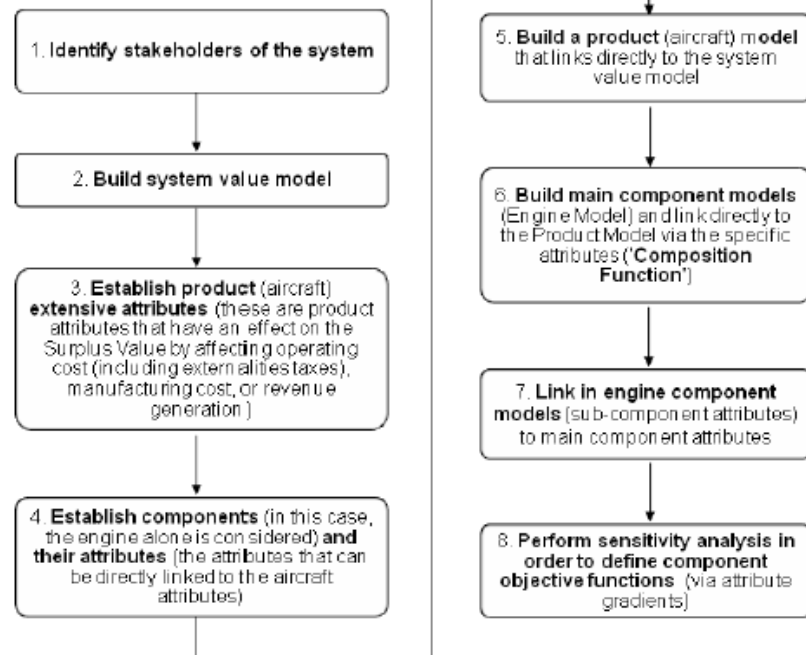 1. Identify stakeholders of the system
2. Build system value model
3. Establish product (aircraft)
extensive attributes (these are product
attributes that have an effect on the
Surplus Value by affecting operating
cost (including externalities taxes),
manufacturing cost, or revenue
generation)
4. Establish components (in this case,
the engine alone is considered) and
their attributes (the attributes that can
be directly linked to the aircraft
attributes)
5. Build a product (aircraft) model
that links directly to the system
value model
6. Build main component models
(Engine Model) and link directly to
the Product Model via the specific
attributes ('Composition
Function')
7. Link in engine component
models (sub-component attributes)
to main component attributes
8. Perform sensitivity analysis in
order to define component
objective functions (via attribute
gradients)